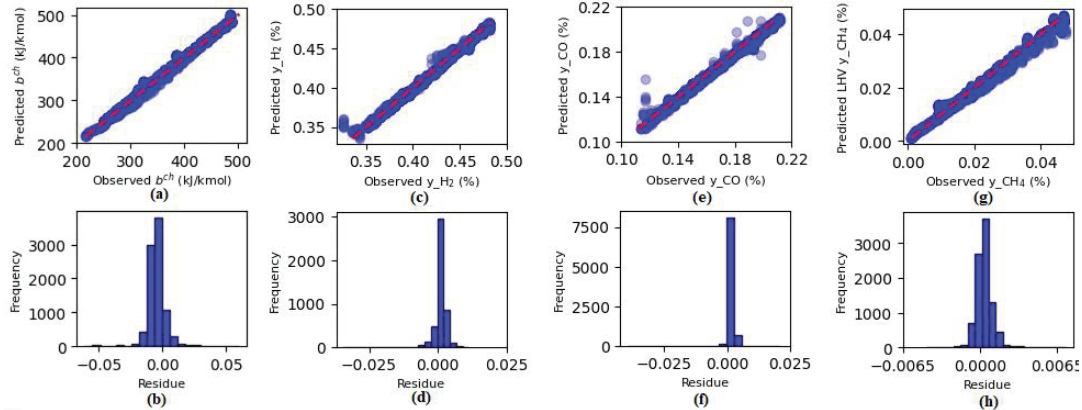 Predicted b^ch (kJ/kmol)
500
400
300
200
200 300 400 500
Observed b^ch (kJ/kmol)
(a)
Predicted y_H₂ (%)
0.50
0.45
0.40
0.35
0.35 0.40 0.45 0.50
Observed y_H₂ (%)
(c)
Predicted y_CO (%)
0.22
0.20
0.16
0.12
0.10
0.10 0.14 0.18 0.22
Observed y_CO (%)
(e)
Predicted LHV y_CH₄ (%)
0.04
0.02
0.00
0.00 0.02 0.04
Observed y_CH₄ (%)
(g)
Frequency
3000
2000
1000
0
−0.05 0.00 0.05
Residue
(b)
Frequency
3000
2000
1000
0
−0.025 0.000 0.025
Residue
(d)
Frequency
7500
5000
2500
0
−0.025 0.000 0.025
Residue
(f)
Frequency
3000
2000
1000
0
−0.0065 0.0000 0.0065
Residue
(h)